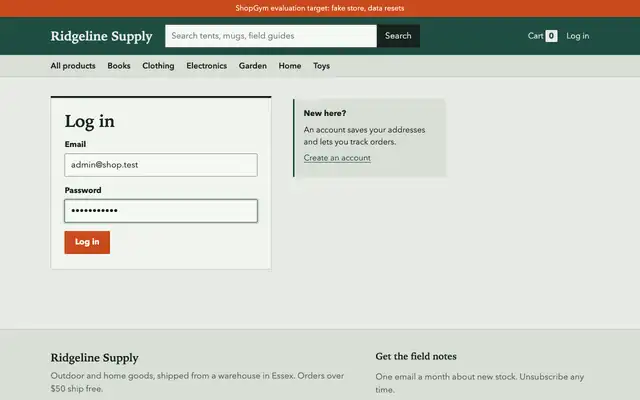 ShopGym evaluation target: fake store, data resets
Ridgeline Supply
Search tents, mugs, field guides
Search
Cart 0
Log in
All products
Books
Clothing
Electronics
Garden
Home
Toys
Log in
Email
admin@shop.test
Password
•••••••••••
Log in
New here?
An account saves your addresses
and lets you track orders.
Create an account
Ridgeline Supply
Outdoor and home goods, shipped from a warehouse in Essex. Orders over
$50 ship free.
Get the field notes
One email a month about new stock. Unsubscribe any
time.